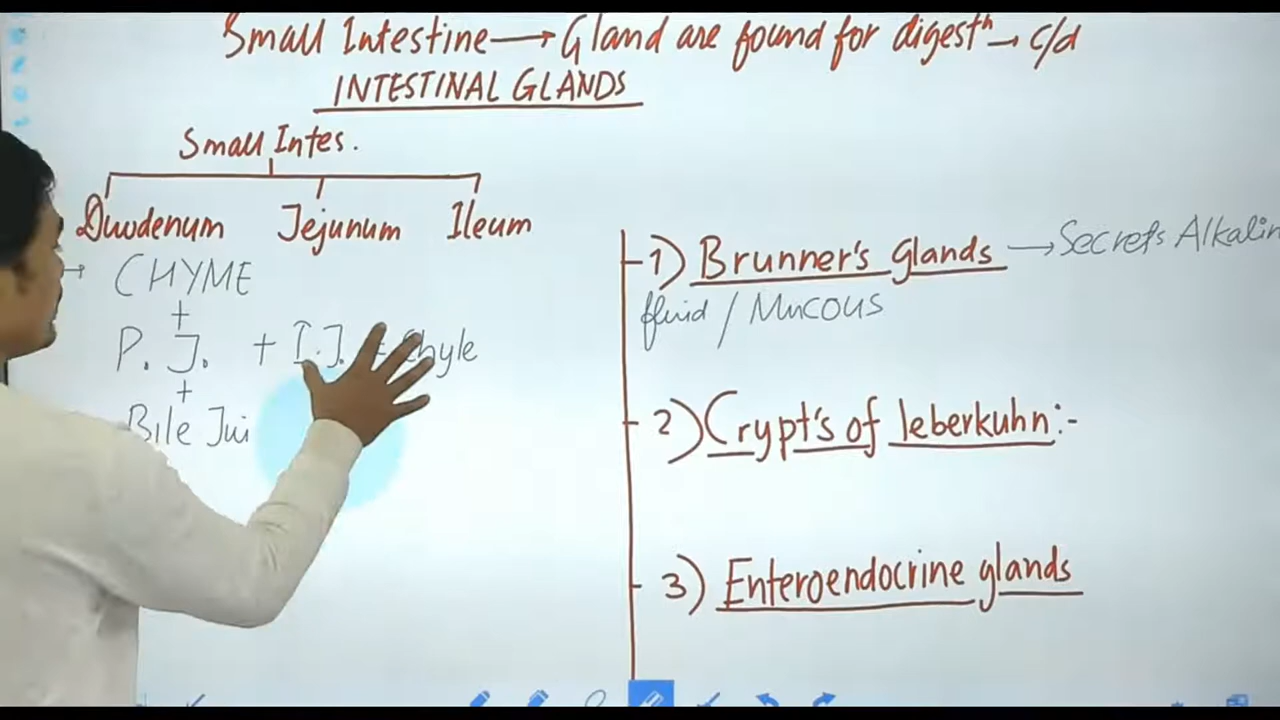 Small Intestine → Gland are found for digestⁿ → c/d
INTESTINAL GLANDS
Small Intes.
Duodenum Jejunum Ileum
→ CHYME
+
P. J. + I.J. = Chyle
+
Bile Jui
1) Brunner's Glands → Secrets Alkalin
fluid / Mucous
2) Crypt's of leberkuhn:-
3) Enteroendocrine glands